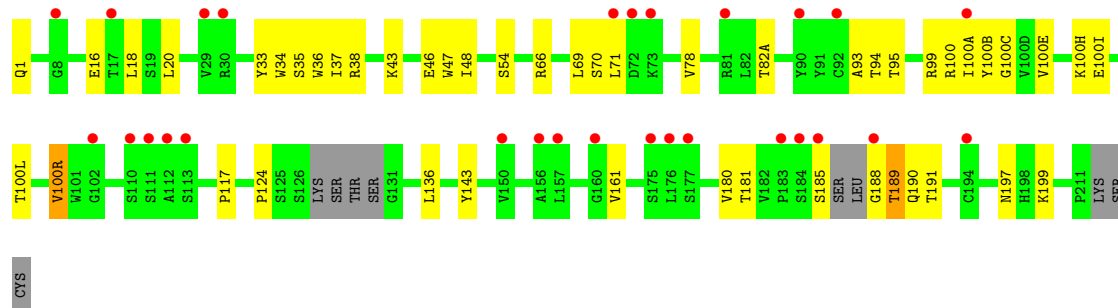 Q1 G8 E16 T17 L18 S19 L20 V29 R30 Y33 W34 S35 W36 I37 R38 K43 E46 W47 I48 S54 R66 L69 S70 L71 D72 K73 V78 R81 L82 T82A Y90 Y91 C92 A93 T94 T95 R99 R100 I100A Y100B G100C V100D V100E K100H E100I
T100L V100R W101 G102 S110 S111 A112 S113 P117 P124 S125 S126 LYS SER THR SER G131 L136 Y143 V150 A156 L157 G160 V161 S175 L176 S177 V180 T181 V182 P183 S184 S185 SER LEU G188 T189 Q190 T191 C194 N197 H198 K199 P211 LYS SER
CYS